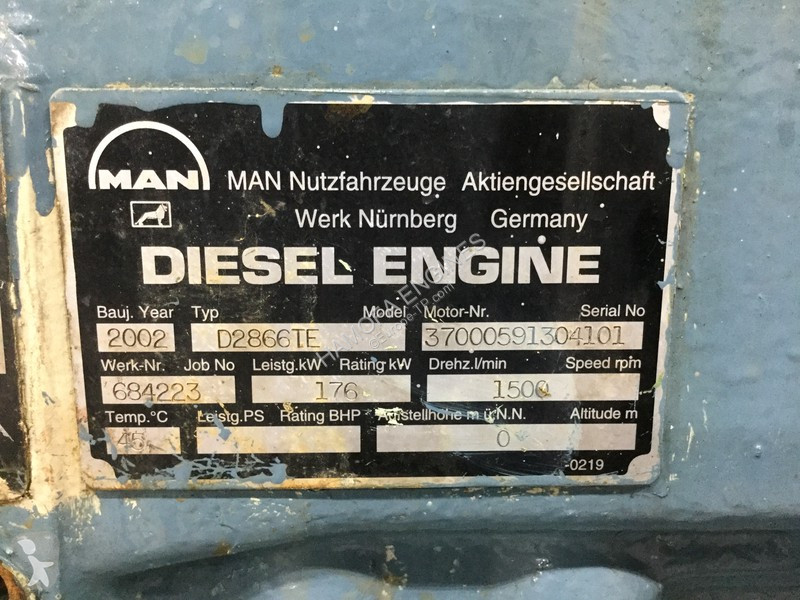 MAN MAN Nutzfahrzeuge Aktiengesellschaft
Werk Nürnberg Germany
DIESEL ENGINE
Bauj. Year Typ Model Motor-Nr. Serial No
2002 D2866TE 37000591304101
Werk-Nr. Job No Leistg.kW Rating kW Drehz.l/min Speed rpm
684223 176 1500
Temp.°C Leistg.PS Rating BHP Aufstellhöhe m ü.N.N. Altitude m
45 0
-0219
HAVOFA ENGINES